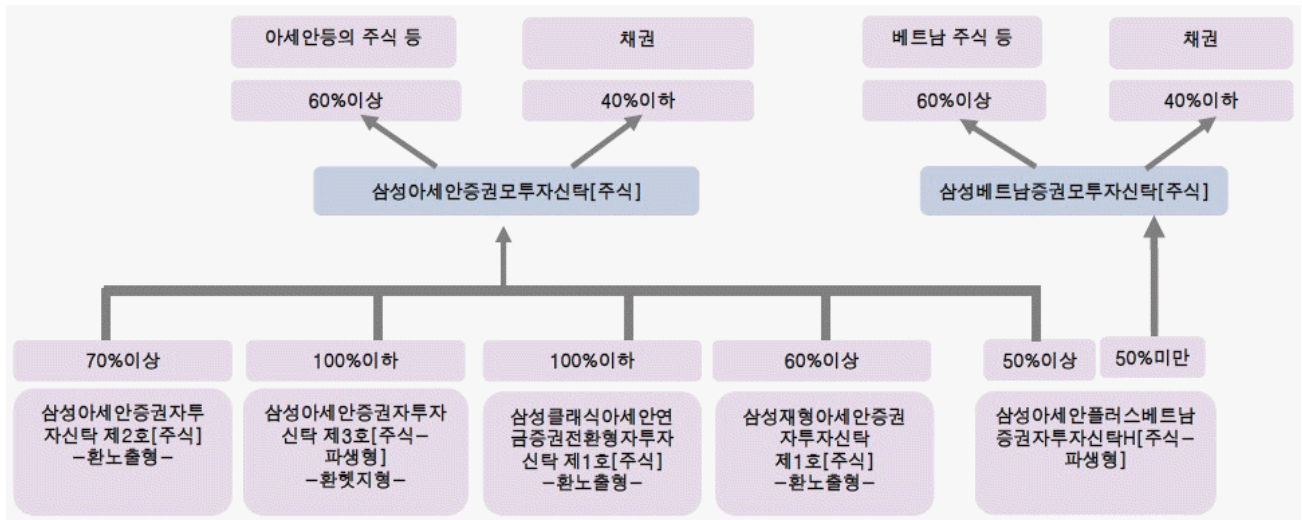 아세안등의 주식 등
채권
베트남 주식 등
채권
60%이상
40%이하
60%이상
40%이하
삼성아세안증권모투자신탁[주식]
삼성베트남증권모투자신탁[주식]
70%이상
100%이하
100%이하
60%이상
50%이상
50%미만
삼성아세안증권자투
자신탁 제2호[주식]
-환노출형-
삼성아세안증권자투자
신탁 제3호[주식-
파생형]
-환헷지형-
삼성클래식아세안연
금증권전환형자투자
신탁 제1호[주식]
-환노출형-
삼성재형아세안증권
자투자신탁
제1호[주식]
-환노출형-
삼성아세안플러스베트남
증권자투자신탁H[주식-
파생형]